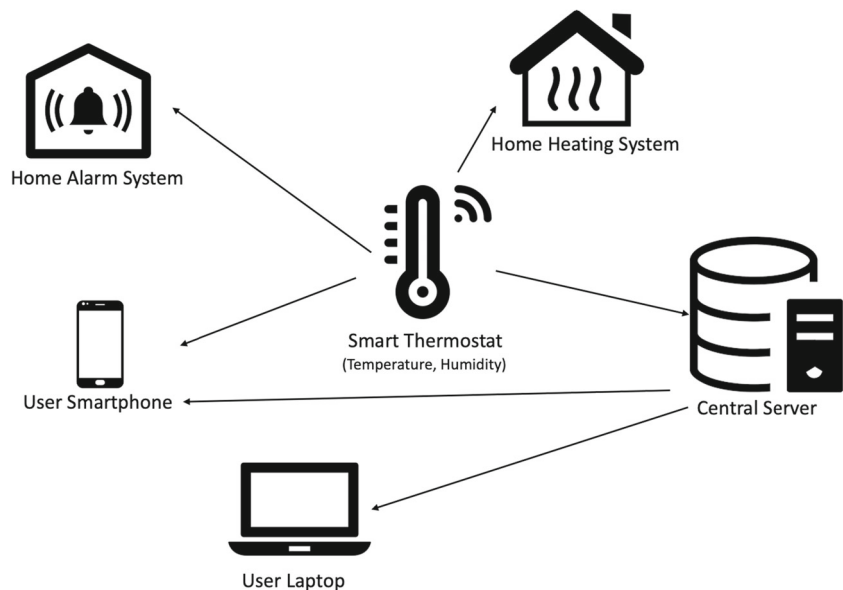 Home Heating System
Home Alarm System
Smart Thermostat
(Temperature, Humidity)
User Smartphone
Central Server
User Laptop